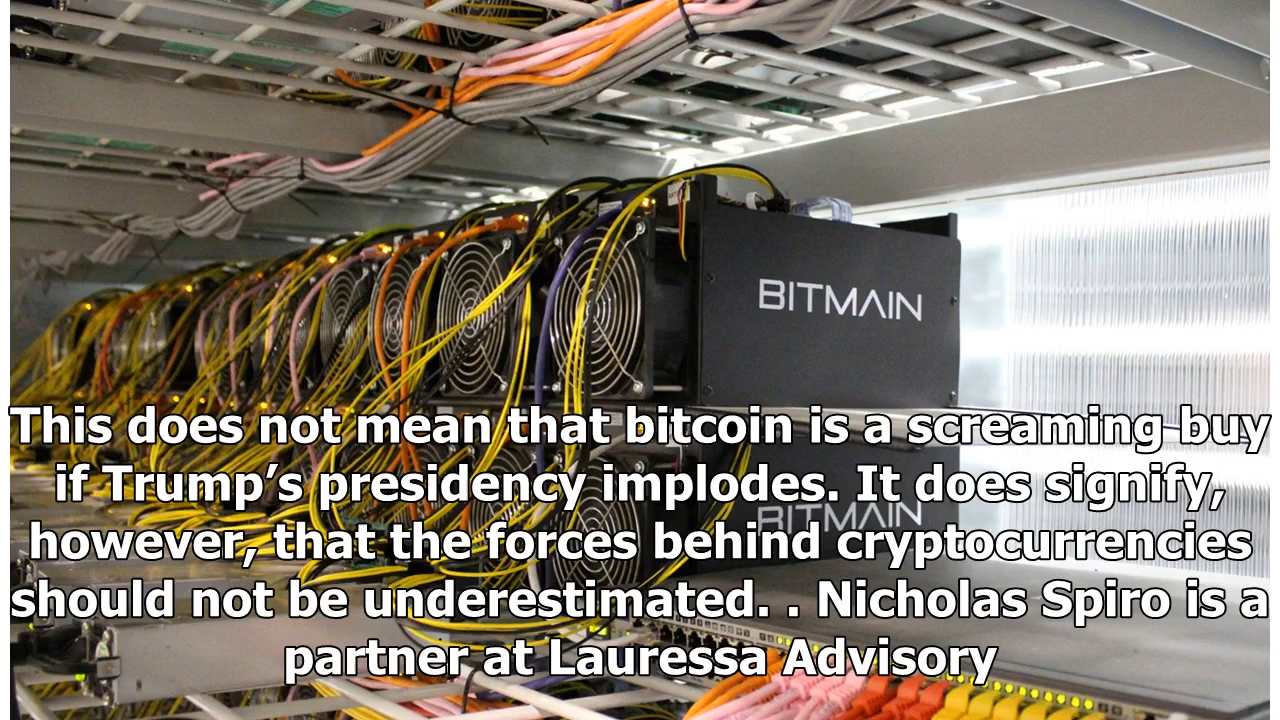 BITMAIN
This does not mean that bitcoin is a screaming buy
if Trump’s presidency implodes. It does signify,
BITMAIN
however, that the forces behind cryptocurrencies
should not be underestimated. . Nicholas Spiro is a
partner at Lauressa Advisory